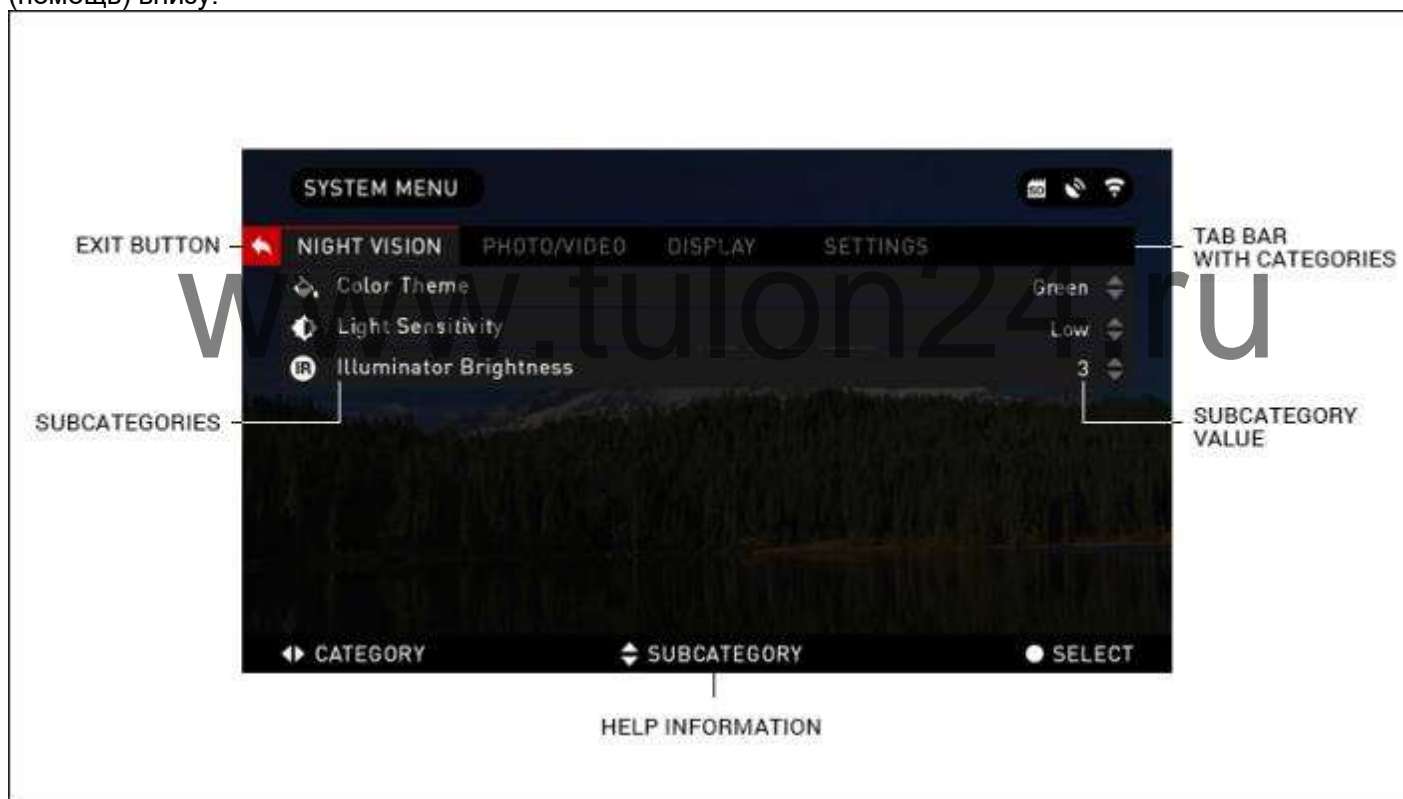 (помощь) внизу.
SYSTEM MENU
SD
EXIT BUTTON
NIGHT VISION PHOTO/VIDEO DISPLAY SETTINGS
TAB BAR
WITH CATEGORIES
Color Theme Green
Light Sensitivity Low
IR Illuminator Brightness 3
www.tulon24.ru
SUBCATEGORIES
SUBCATEGORY
VALUE
CATEGORY SUBCATEGORY SELECT
HELP INFORMATION